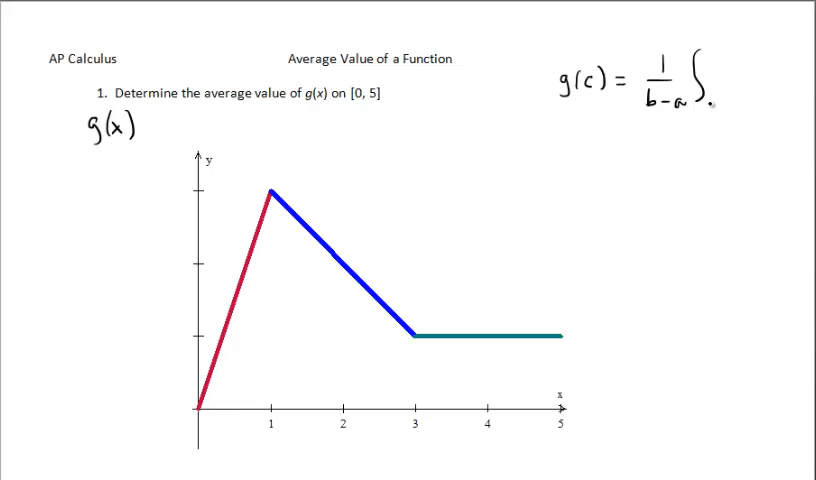 AP Calculus Average Value of a Function
g(c) = 1/(b-a) ∫
1. Determine the average value of g(x) on [0, 5]
g(x)
y
x
1 2 3 4 5